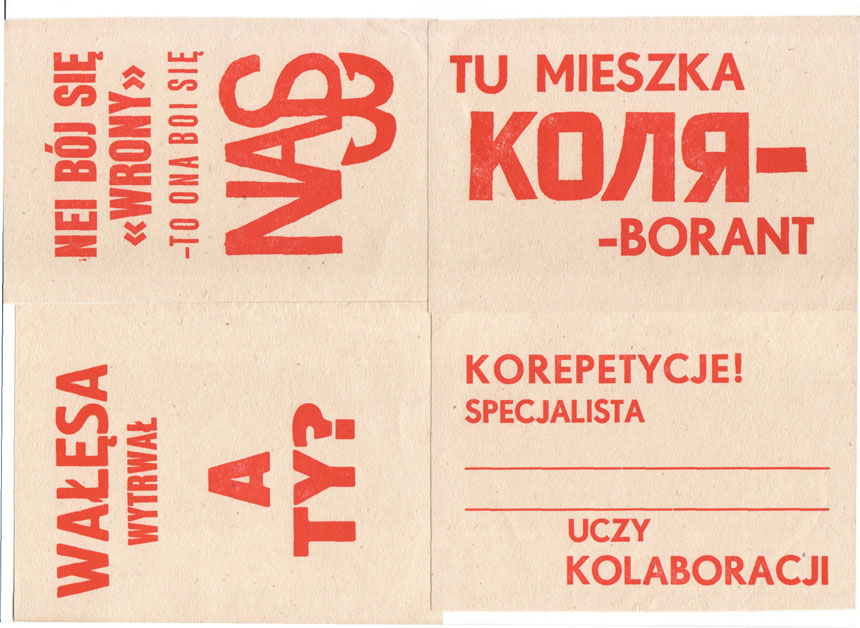 NEI BÓJ SIĘ
«WRONY»
-TO ONA BOI SIĘ
NAS
TU MIESZKA
КОЛЯ-
-BORANT
WAŁĘSA
WYTRWAŁ
A
TY?
KOREPETYCJE!
SPECJALISTA
UCZY
KOLABORACJI